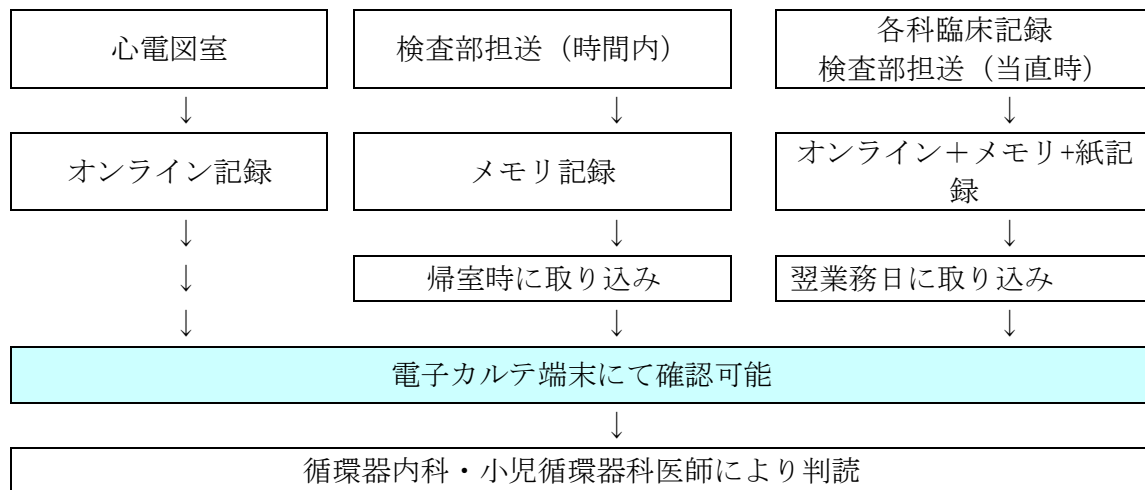 心電図室
検査部担送（時間内）
各科臨床記録
検査部担送（当直時）
↓ ↓ ↓
オンライン記録
メモリ記録
オンライン＋メモリ+紙記
録
↓ ↓ ↓
↓
帰室時に取り込み
翌業務日に取り込み
↓ ↓ ↓
電子カルテ端末にて確認可能
↓
循環器内科・小児循環器科医師により判読